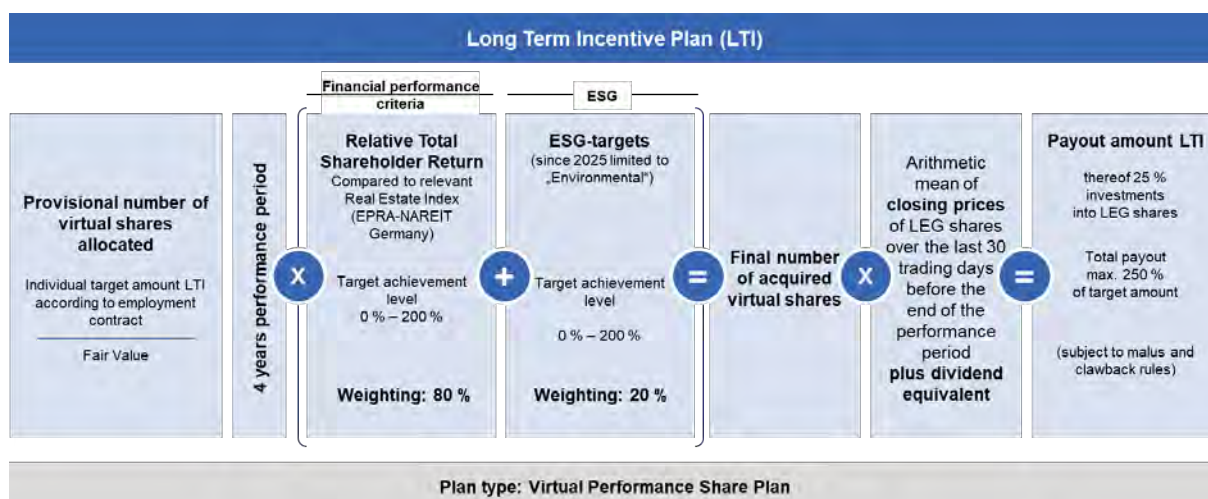 Long Term Incentive Plan (LTI)
Provisional number of
virtual shares
allocated
Individual target amount LTI
according to employment
contract
Fair Value
4 years performance period
X
Financial performance
criteria
Relative Total
Shareholder Return
Compared to relevant
Real Estate Index
(EPRA-NAREIT
Germany)
Target achievement
level
0 % – 200 %
Weighting: 80 %
+
ESG
ESG-targets
(since 2025 limited to
„Environmental“)
Target achievement
level
0 % – 200 %
Weighting: 20 %
=
Final number
of acquired
virtual shares
X
Arithmetic
mean of
closing prices
of LEG shares
over the last 30
trading days
before the
end of the
performance
period
plus dividend
equivalent
=
Payout amount LTI
thereof 25 %
investments
into LEG shares
Total payout
max. 250 %
of target amount
(subject to malus and
clawback rules)
Plan type: Virtual Performance Share Plan